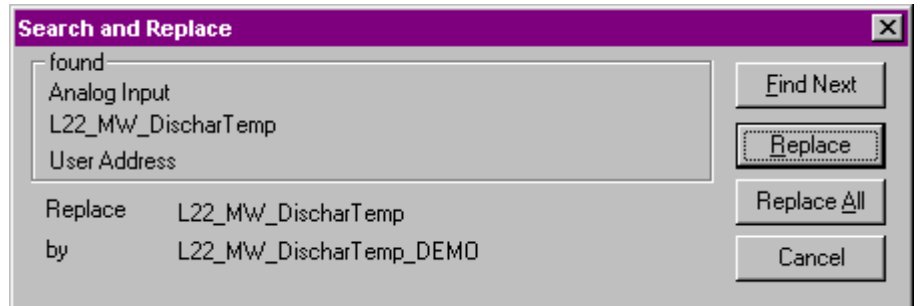 Search and Replace
found
Analog Input
L22_MW_DischarTemp
User Address
Replace L22_MW_DischarTemp
by L22_MW_DischarTemp_DEMO
Find Next
Replace
Replace All
Cancel